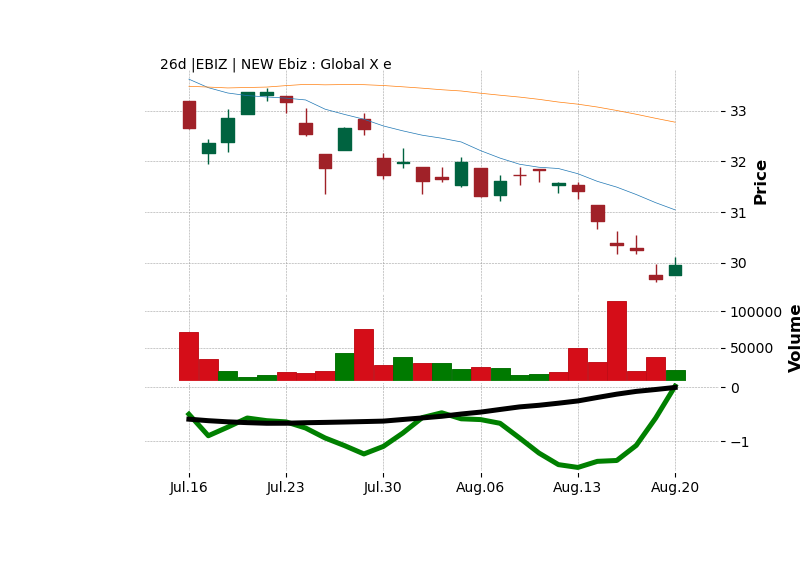 26d |EBIZ | NEW Ebiz : Global X e
33
32
31
30
Price
100000
50000
Volume
0
−1
Jul.16 Jul.23 Jul.30 Aug.06 Aug.13 Aug.20